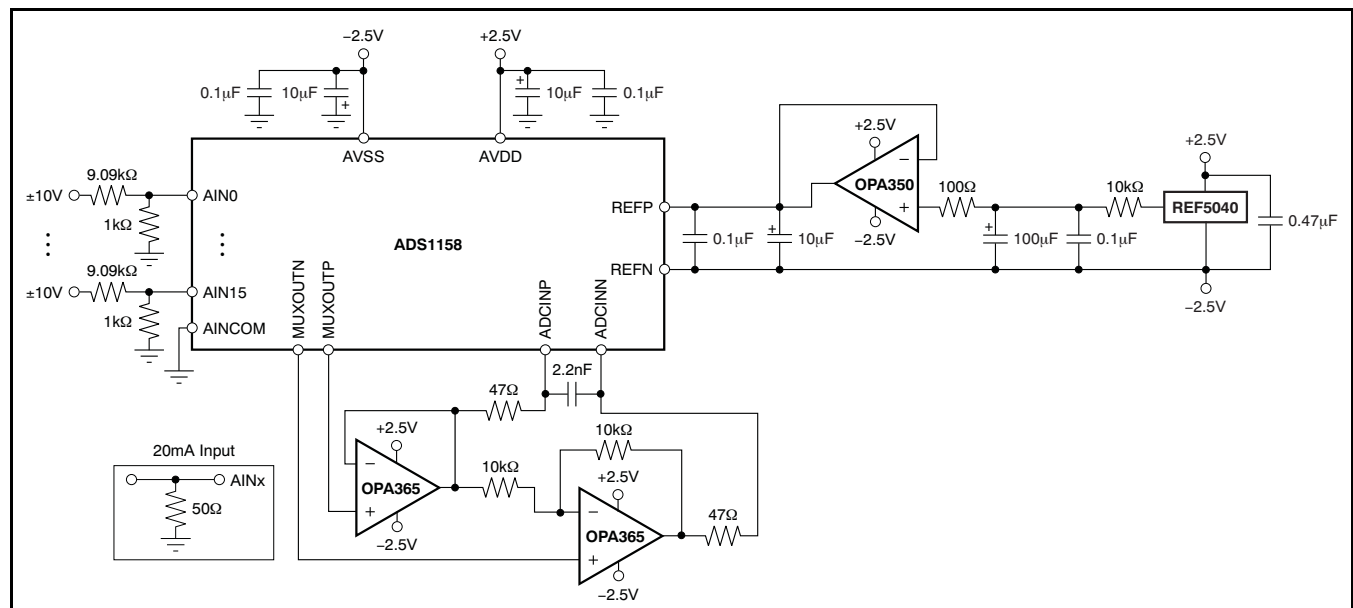 −2.5V
+2.5V
0.1µF
10µF
+
+
10µF
0.1µF
AVSS
AVDD
9.09kΩ
±10V
AIN0
1kΩ
9.09kΩ
±10V
AIN15
1kΩ
AINCOM
ADS1158
REFP
REFN
MUXOUTN
MUXOUTP
ADCINP
ADCINN
0.1µF
+
10µF
+2.5V
−
OPA350
+
−2.5V
100Ω
+
100µF
0.1µF
10kΩ
+2.5V
REF5040
0.47µF
−2.5V
2.2nF
47Ω
+2.5V
−
OPA365
+
−2.5V
10kΩ
10kΩ
+2.5V
−
OPA365
+
−2.5V
47Ω
20mA Input
AINx
50Ω